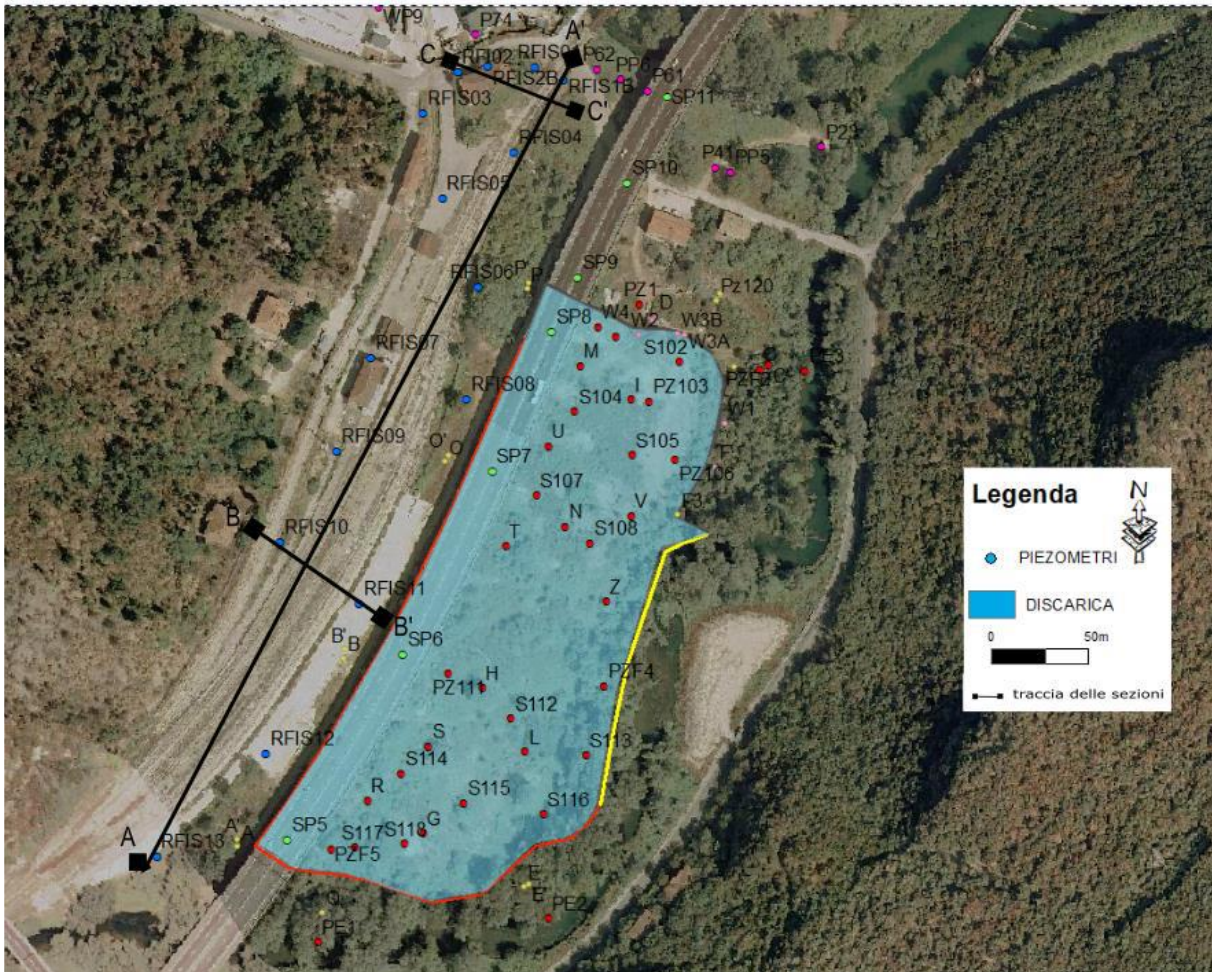 WP9
P74
A'
C
RFI02
P62
RFIS2B
PP6
RFIS1B
P61
SP11
RFIS03
C'
RFIS04
P23
P41
PP5
SP10
RFIS05
RFIS06
P
P
SP9
PZ1
D
Pz120
SP8
W4
W2
W3B
W3A
S102
M
PE3
RFIS07
RFIS08
S104
I
PZ103
W1
O'
O
U
S105
RFIS09
SP7
PZ106
S107
V
F3
B
N
S108
RFIS10
T
RFIS11
Z
B'
B'
B
SP6
PZ111
H
PZF4
S112
S
L
S113
RFIS12
S114
R
S115
S116
A
A'
A
SP5
G
S117
S118
RFIS13
PZF5
E
E
Q
PE2
PE1
Legenda
N
PIEZOMETRI
DISCARICA
0 50m
traccia delle sezioni